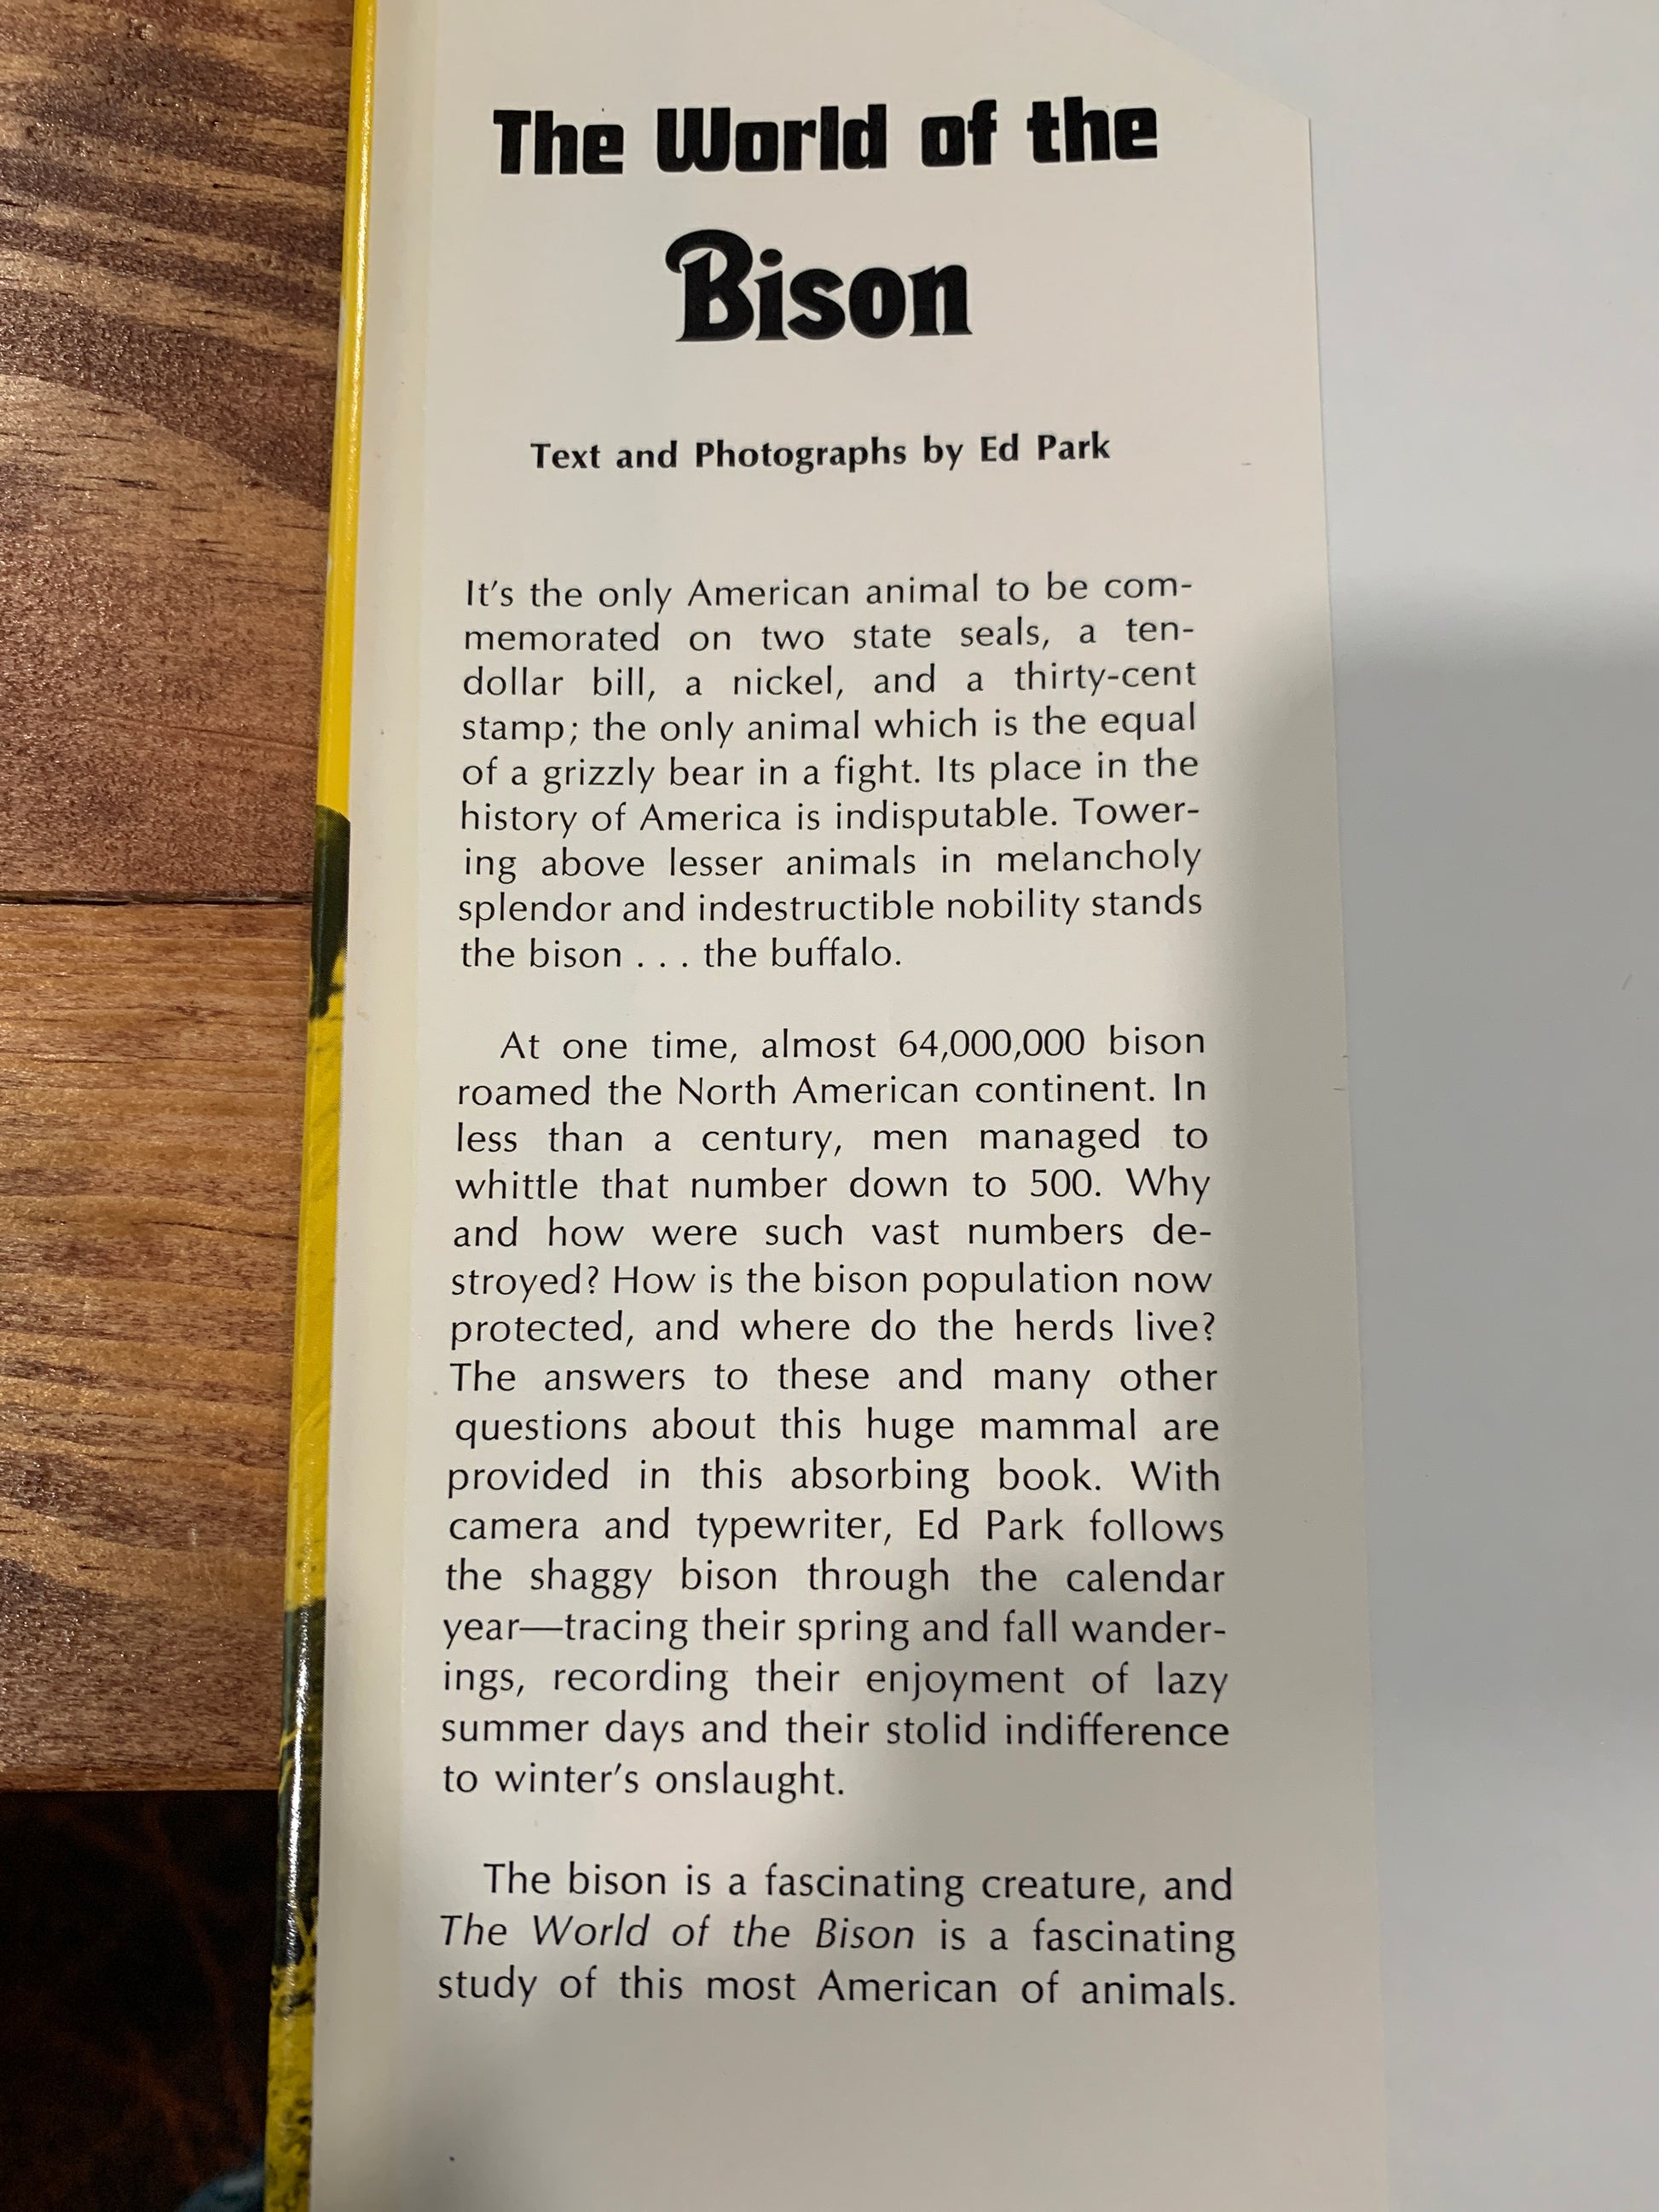 The World of the
Bison
Text and Photographs by Ed Park
It's the only American animal to be com-
memorated on two state seals, a ten-
dollar bill, a nickel, and a thirty-cent
stamp; the only animal which is the equal
of a grizzly bear in a fight. Its place in the
history of America is indisputable. Tower-
ing above lesser animals in melancholy
splendor and indestructible nobility stands
the bison . . . the buffalo.
At one time, almost 64,000,000 bison
roamed the North American continent. In
less than a century, men managed to
whittle that number down to 500. Why
and how were such vast numbers de-
stroyed? How is the bison population now
protected, and where do the herds live?
The answers to these and many other
questions about this huge mammal are
provided in this absorbing book. With
camera and typewriter, Ed Park follows
the shaggy bison through the calendar
year—tracing their spring and fall wander-
ings, recording their enjoyment of lazy
summer days and their stolid indifference
to winter's onslaught.
The bison is a fascinating creature, and
The World of the Bison is a fascinating
study of this most American of animals.